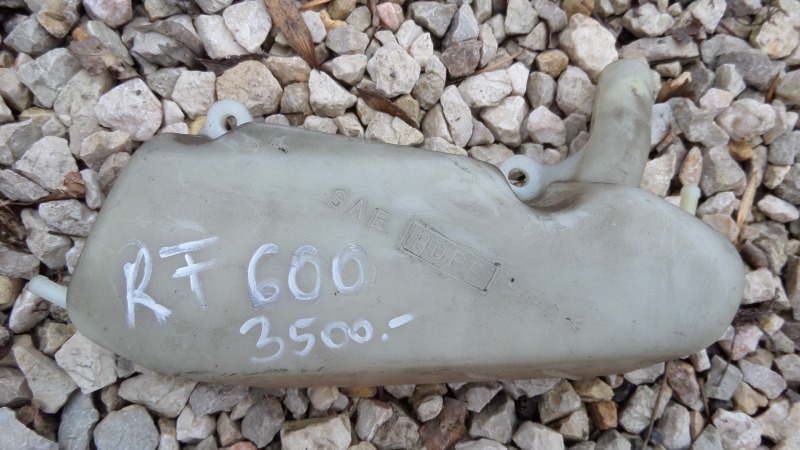 SAE HDPE
RF 600
3500.-